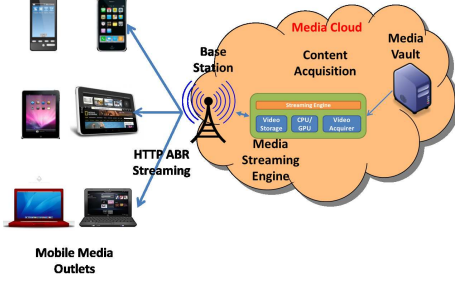 Media Cloud
Base
Station
Content
Acquisition
Media
Vault
Streaming Engine
Video
Storage
CPU/
GPU
Video
Acquirer
HTTP ABR
Streaming
Media
Streaming
Engine
Mobile Media
Outlets